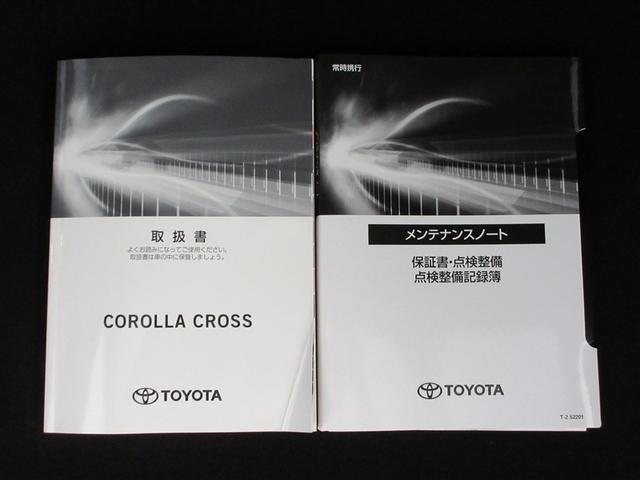 取扱書
よくお読みになってご使用ください。
取扱書は車の中に保管しましょう。
COROLLA CROSS
TOYOTA
常時携行
メンテナンスノート
保証書・点検整備
点検整備記録簿
TOYOTA
T-2 52201